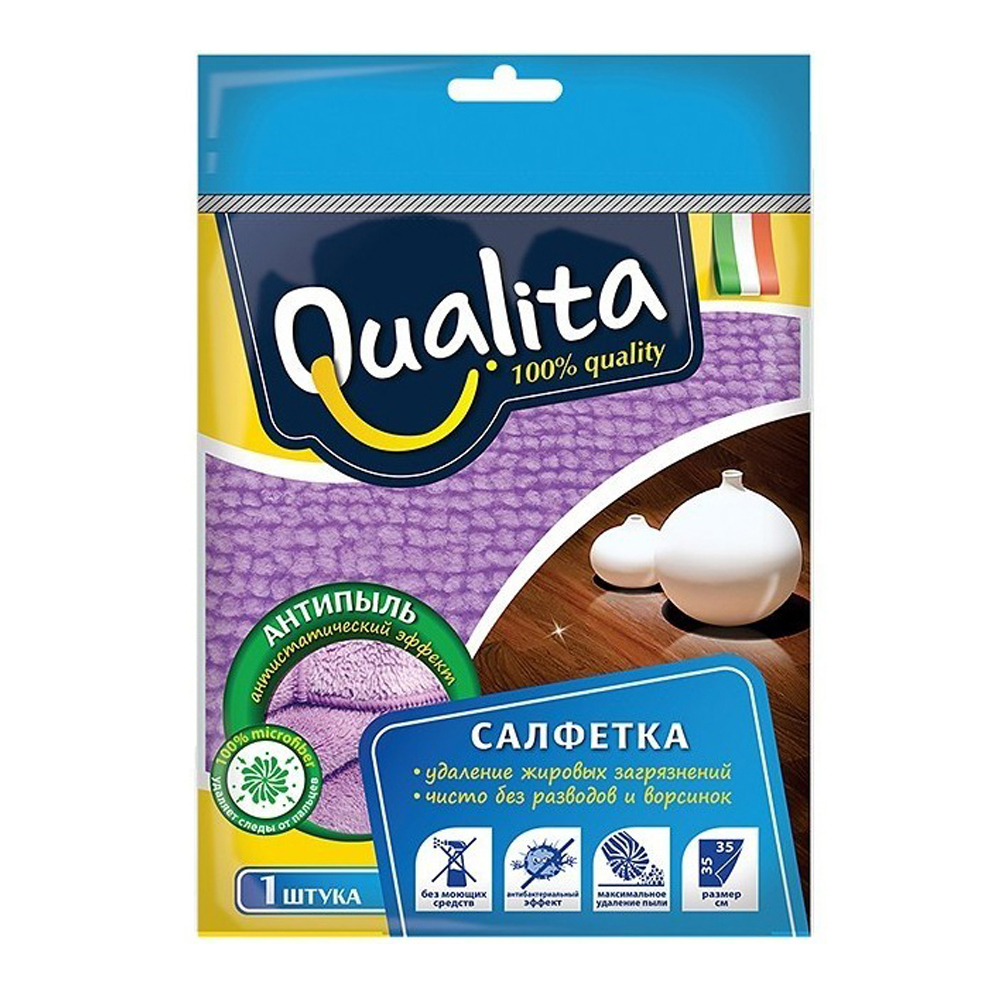 Qualita
100% quality
АНТИПЫЛЬ
антистатический эффект
100% microfiber
удаляет следы от пальцев
САЛФЕТКА
• удаление жировых загрязнений
• чисто без разводов и ворсинок
без моющих
средств
антибактериальный
эффект
максимальное
удаление пыли
35
35
размер
см
1 ШТУКА